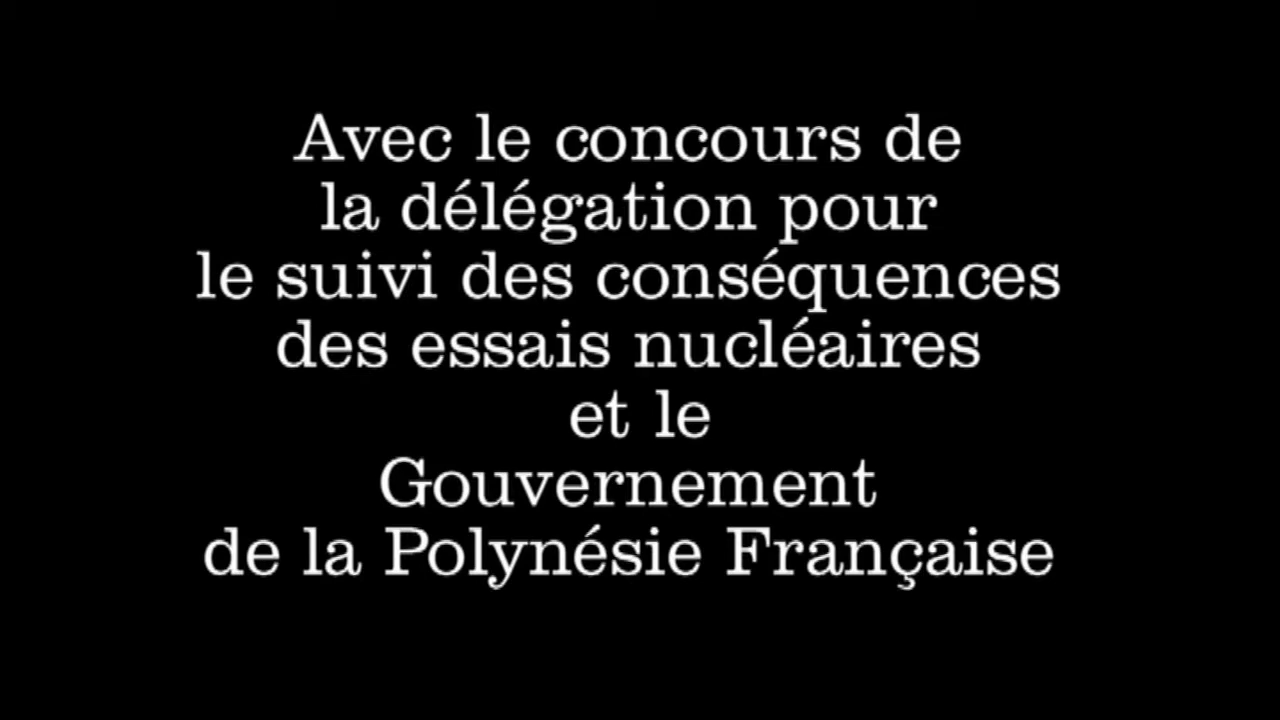 Avec le concours de
la délégation pour
le suivi des conséquences
des essais nucléaires
et le
Gouvernement
de la Polynésie Française